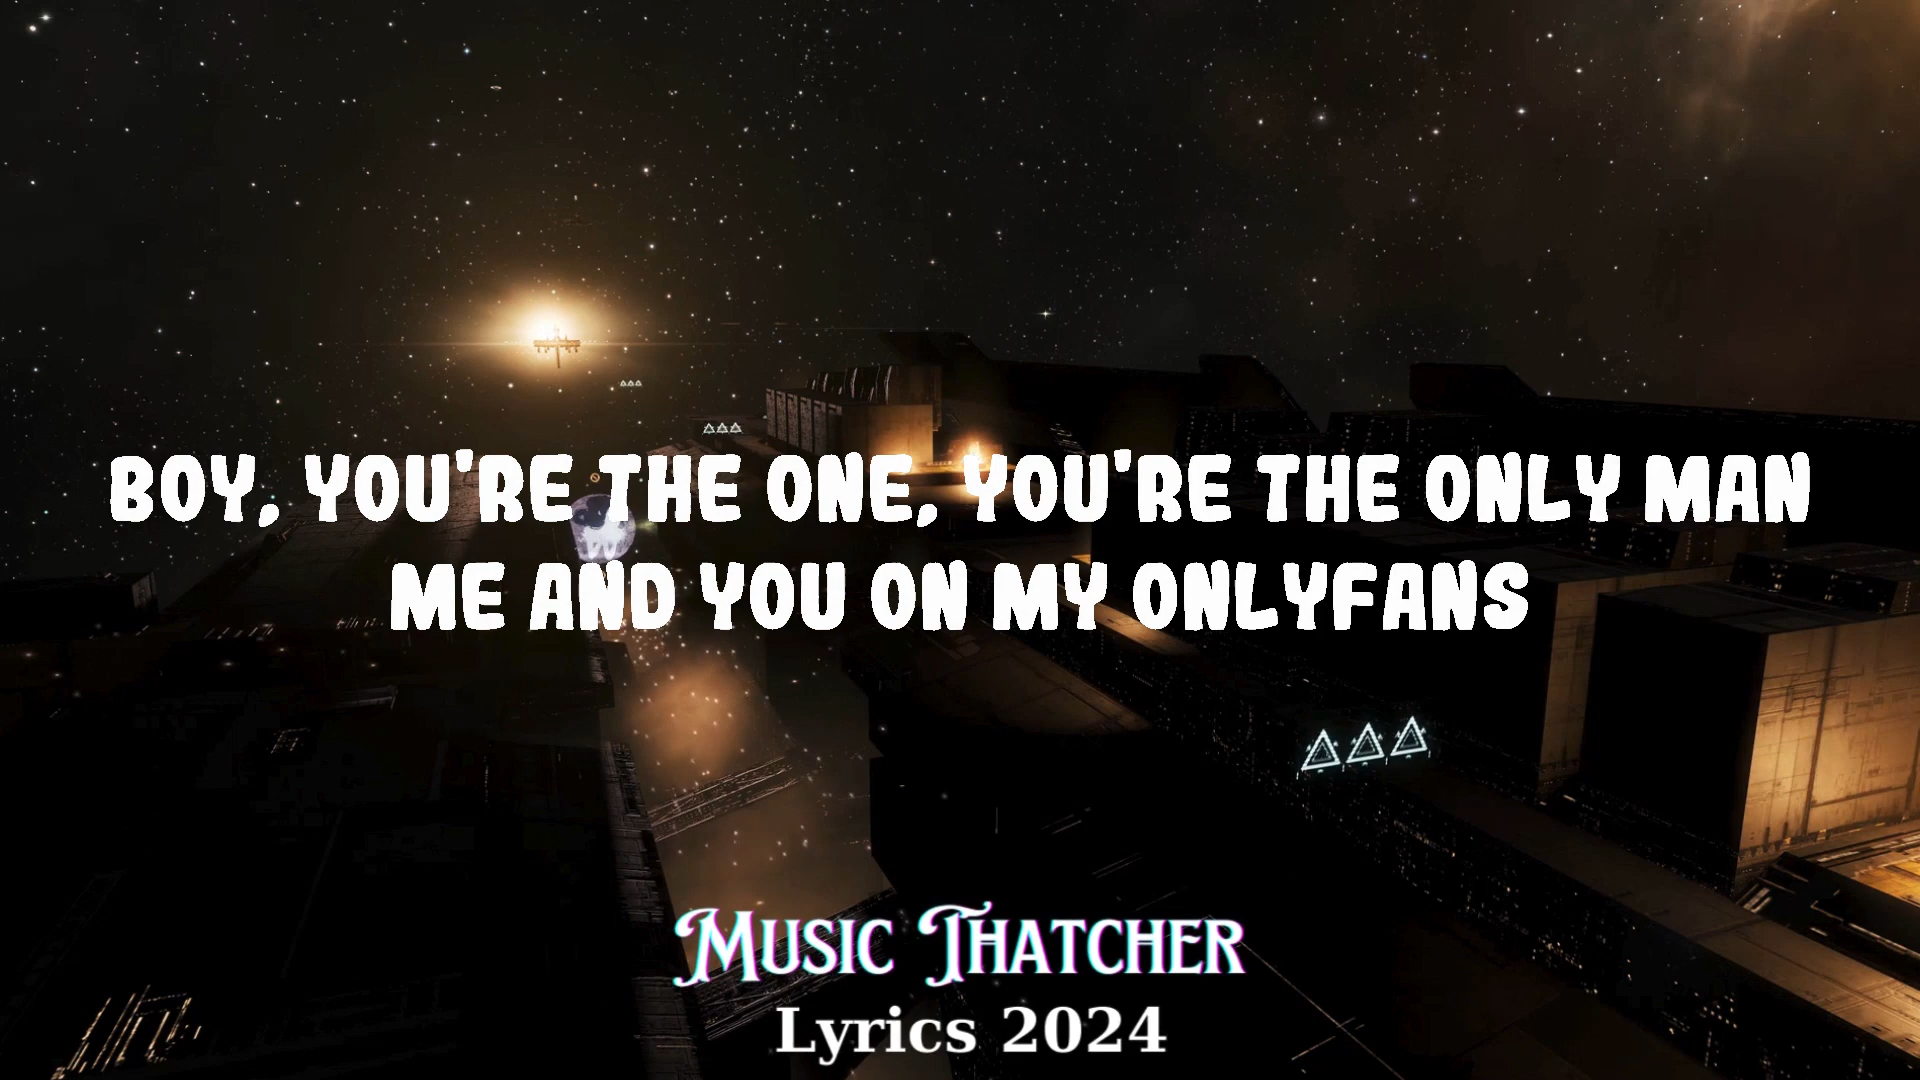 BOY, YOU'RE THE ONE, YOU'RE THE ONLY MAN
ME AND YOU ON MY ONLYFANS
MUSIC THATCHER
Lyrics 2024